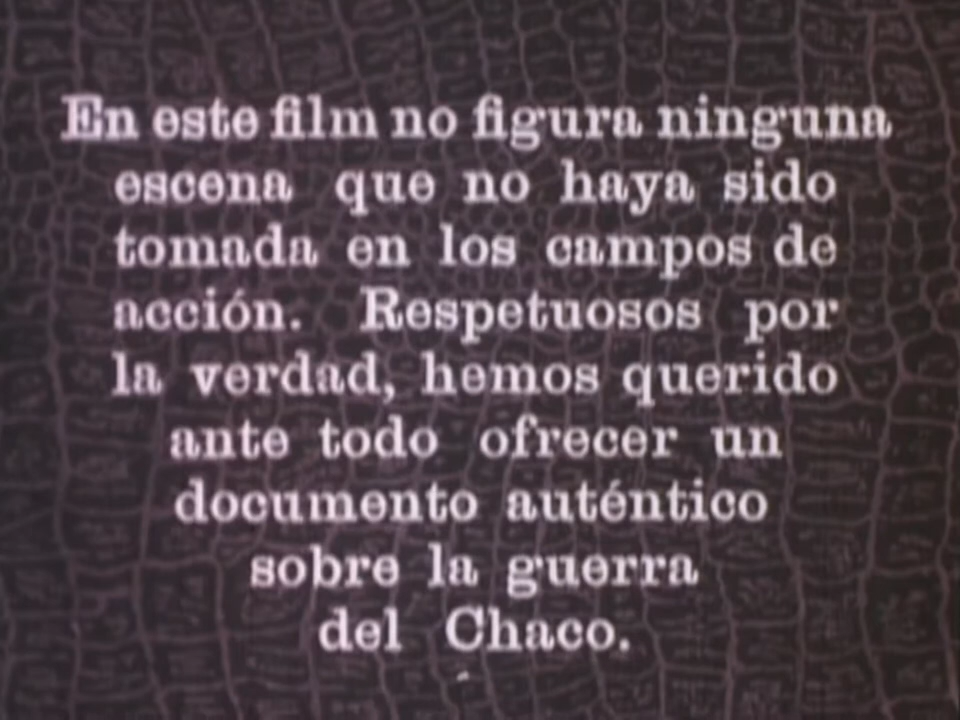 En este film no figura ninguna
escena que no haya sido
tomada en los campos de
acción. Respetuosos por
la verdad, hemos querido
ante todo ofrecer un
documento auténtico
sobre la guerra
del Chaco.